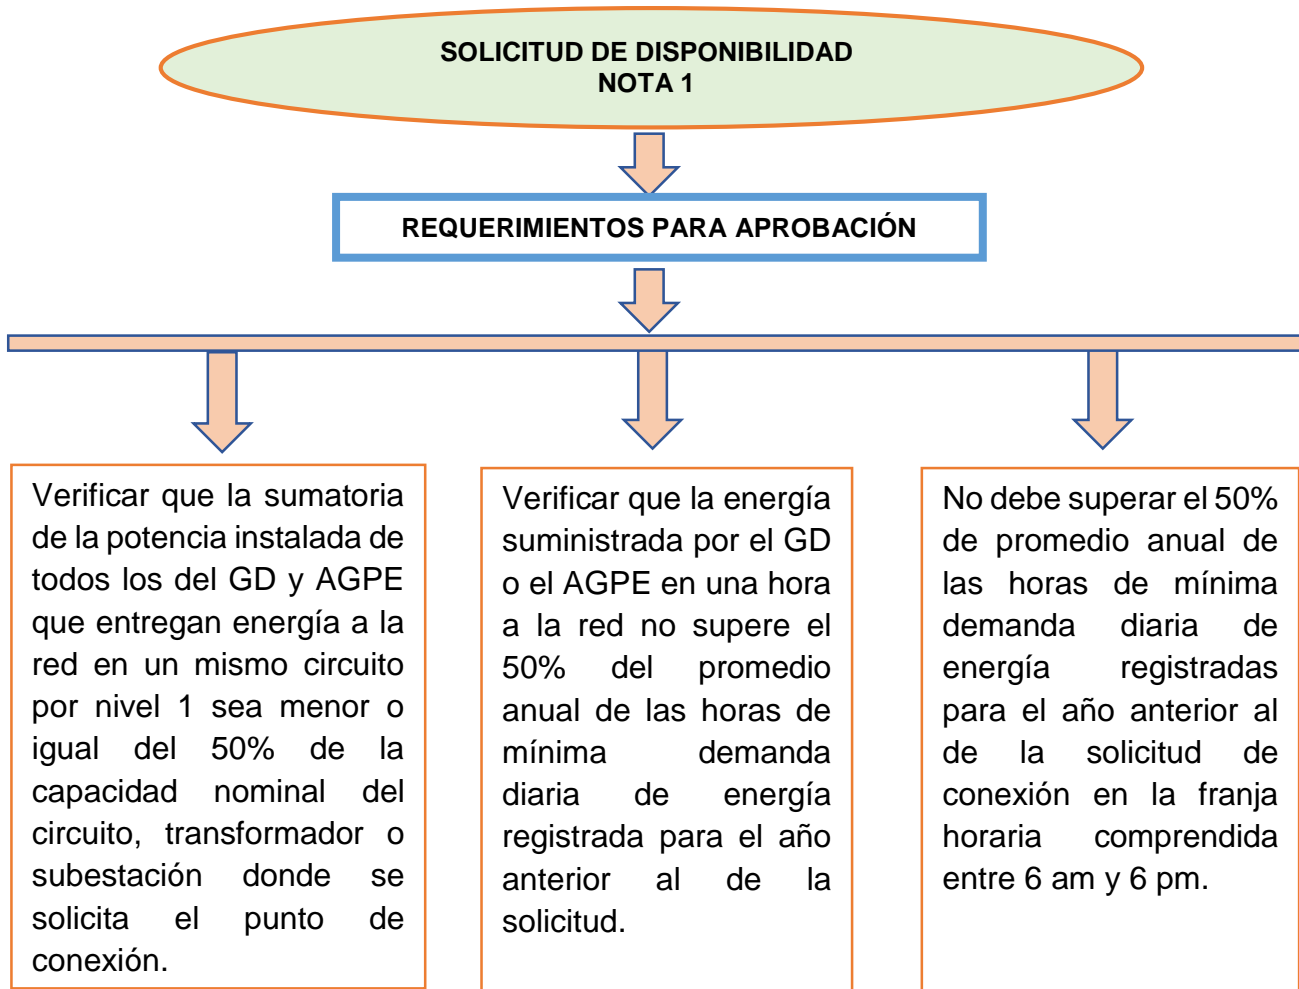 SOLICITUD DE DISPONIBILIDAD
NOTA 1
REQUERIMIENTOS PARA APROBACIÓN
Verificar que la sumatoria
de la potencia instalada de
todos los del GD y AGPE
que entregan energía a la
red en un mismo circuito
por nivel 1 sea menor o
igual del 50% de la
capacidad nominal del
circuito, transformador o
subestación donde se
solicita el punto de
conexión.
Verificar que la energía
suministrada por el GD
o el AGPE en una hora
a la red no supere el
50% del promedio
anual de las horas de
mínima demanda
diaria de energía
registrada para el año
anterior al de la
solicitud.
No debe superar el 50%
de promedio anual de
las horas de mínima
demanda diaria de
energía registradas
para el año anterior al
de la solicitud de
conexión en la franja
horaria comprendida
entre 6 am y 6 pm.